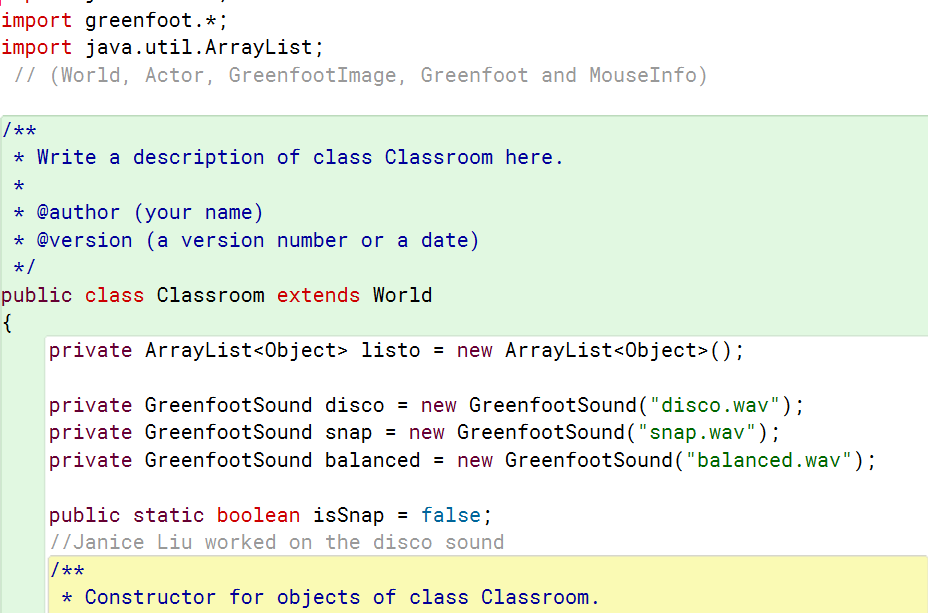 import greenfoot.*;
import java.util.ArrayList;
// (World, Actor, GreenfootImage, Greenfoot and MouseInfo)
/**
* Write a description of class Classroom here.
*
* @author (your name)
* @version (a version number or a date)
*/
public class Classroom extends World
{
private ArrayList<Object> listo = new ArrayList<Object>();
private GreenfootSound disco = new GreenfootSound("disco.wav");
private GreenfootSound snap = new GreenfootSound("snap.wav");
private GreenfootSound balanced = new GreenfootSound("balanced.wav");
public static boolean isSnap = false;
//Janice Liu worked on the disco sound
/**
* Constructor for objects of class Classroom.